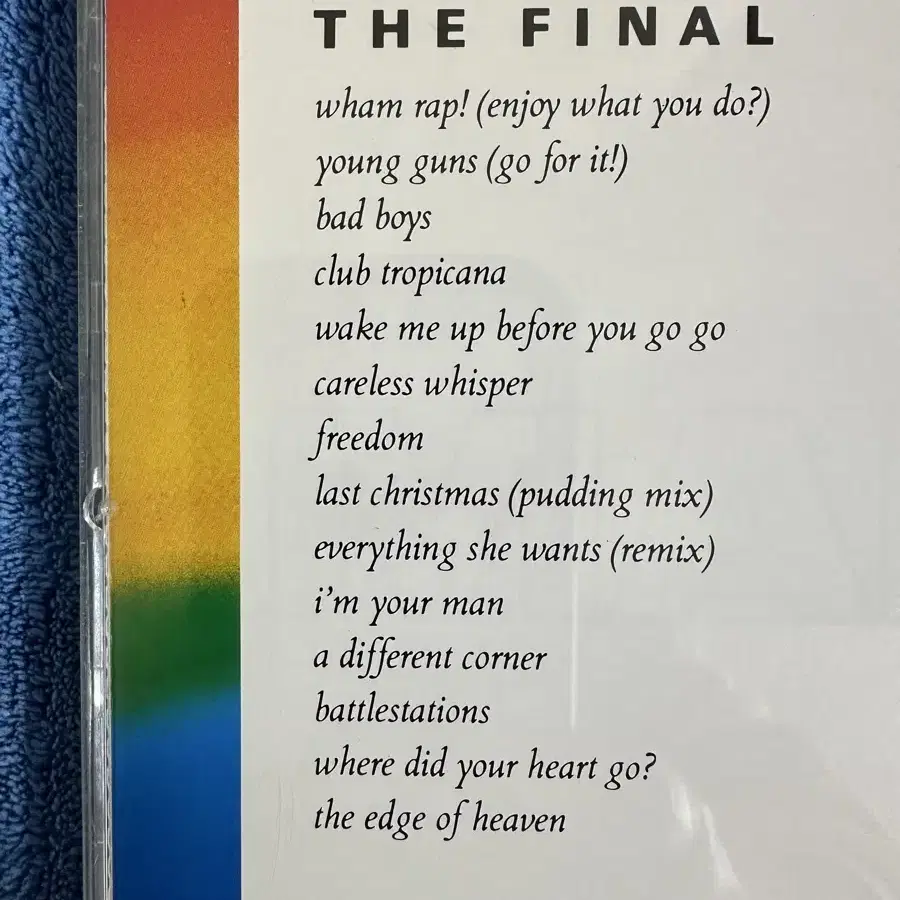 THE FINAL
wham rap! (enjoy what you do?)
young guns (go for it!)
bad boys
club tropicana
wake me up before you go go
careless whisper
freedom
last christmas (pudding mix)
everything she wants (remix)
i'm your man
a different corner
battlestations
where did your heart go?
the edge of heaven